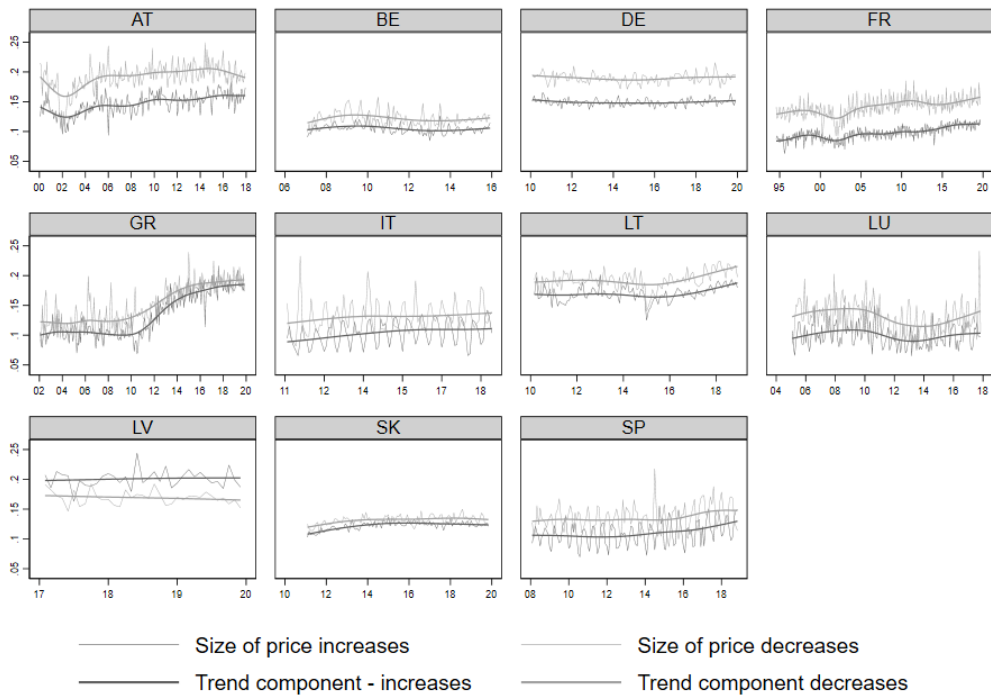 AT BE DE FR
.05 .1 .15 .2 .25
00 02 04 06 08 10 12 14 16 18
06 08 10 12 14 16
10 12 14 16 18 20
95 00 05 10 15 20
GR IT LT LU
.05 .1 .15 .2 .25
02 04 06 08 10 12 14 16 18 20
11 12 14 15 16 18
10 12 14 16 18
04 06 08 10 12 14 16 18
LV SK SP
.05 .1 .15 .2 .25
17 18 19 20
10 12 14 16 18 20
08 10 12 14 16 18
Size of price increases Size of price decreases
Trend component - increases Trend component decreases